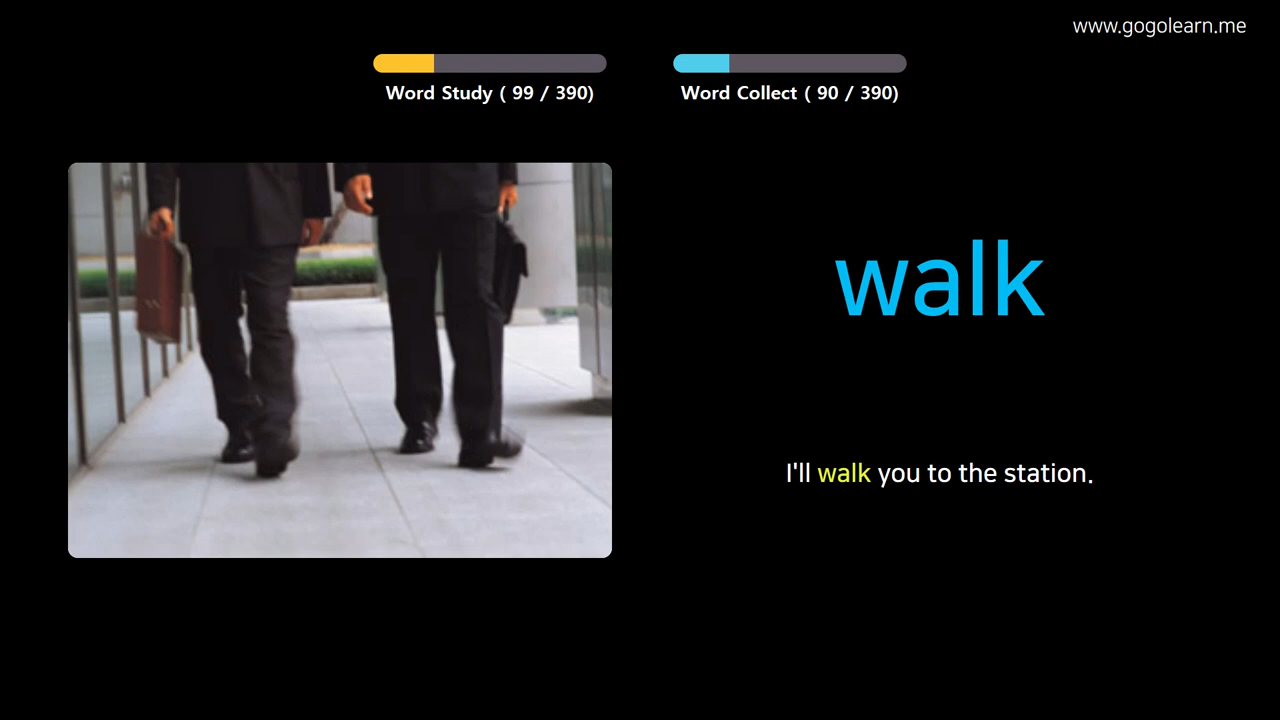 www.gogolearn.me
Word Study ( 99 / 390)
Word Collect ( 90 / 390)
walk
I'll walk you to the station.